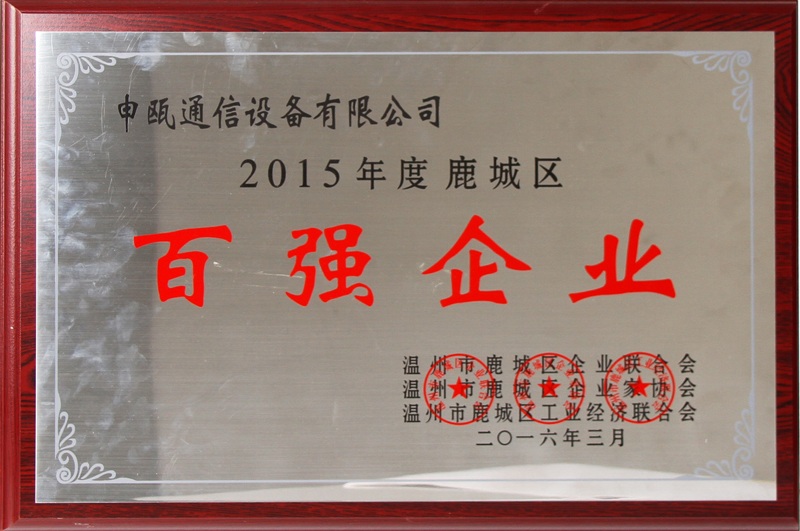 申瓯通信设备有限公司
2015年度鹿城区
百强企业
温州市鹿城区企业联合会
温州市鹿城区企业家协会
温州市鹿城区工业经济联合会
二〇一六年三月